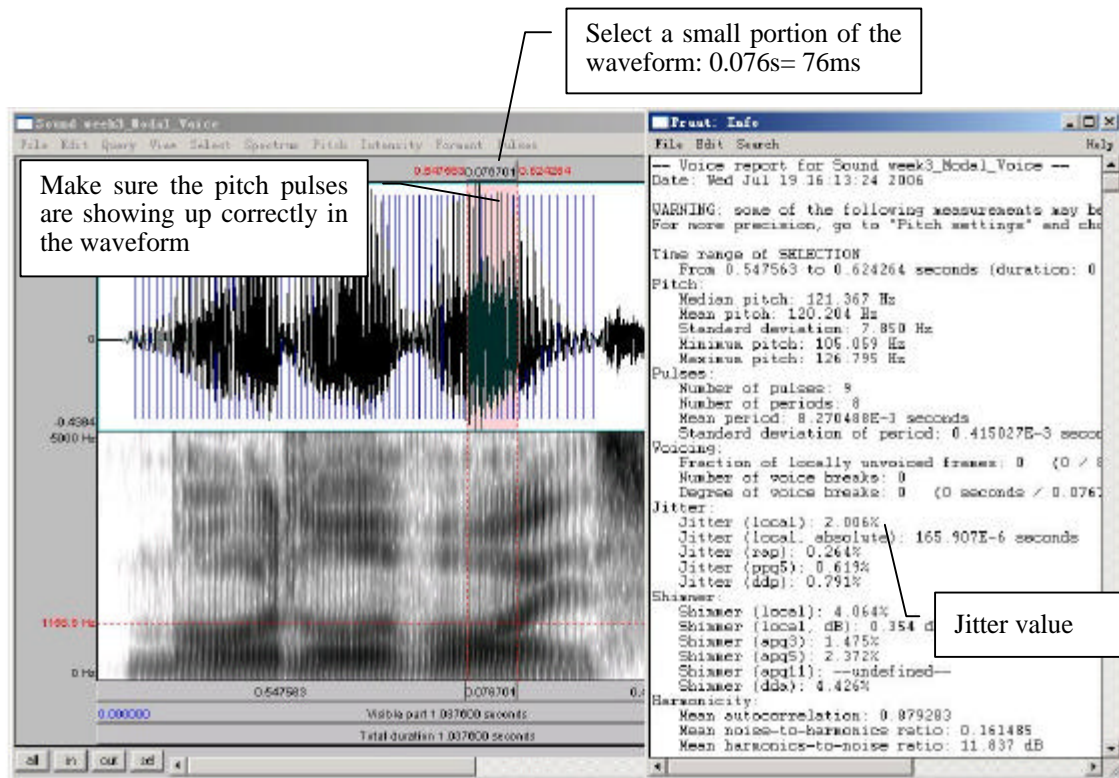 Select a small portion of the
waveform: 0.076s= 76ms
Sound week3_Modal_Voice
File Edit Query View Select Spectrum Pitch Intensity Formant Pulses
0.547563 0.076701 0.624264
Make sure the pitch pulses
are showing up correctly in
the waveform
0
-0.4384
5000 Hz
0 Hz
0.547563 0.076701
0.000000 Visible part 1.037600 seconds
Total duration 1.037600 seconds
all in out sel
Praat: Info
File Edit Search Help
-- Voice report for Sound week3_Modal_Voice --
Date: Wed Jul 19 16:13:24 2006
WARNING: some of the following measurements may be
For more precision, go to "Pitch settings" and cho
Time range of SELECTION
From 0.547563 to 0.624264 seconds (duration: 0
Pitch:
Median pitch: 121.367 Hz
Mean pitch: 120.204 Hz
Standard deviation: 7.850 Hz
Minimum pitch: 105.059 Hz
Maximum pitch: 126.795 Hz
Pulses:
Number of pulses: 9
Number of periods: 8
Mean period: 8.270488E-3 seconds
Standard deviation of period: 0.415027E-3 secon
Voicing:
Fraction of locally unvoiced frames: 0 (0 / 8
Number of voice breaks: 0
Degree of voice breaks: 0 (0 seconds / 0.0767
Jitter:
Jitter (local): 2.006%
Jitter (local, absolute): 165.907E-6 seconds
Jitter (rap): 0.264%
Jitter (ppq5): 0.619%
Jitter (ddp): 0.791%
Shimmer:
Shimmer (local): 4.064%
Shimmer (local, dB): 0.354 d
Shimmer (apq3): 1.475%
Shimmer (apq5): 2.372%
Shimmer (apq11): --undefined--
Shimmer (dda): 4.426%
Harmonicity:
Mean autocorrelation: 0.879283
Mean noise-to-harmonics ratio: 0.161485
Mean harmonics-to-noise ratio: 11.837 dB
Jitter value